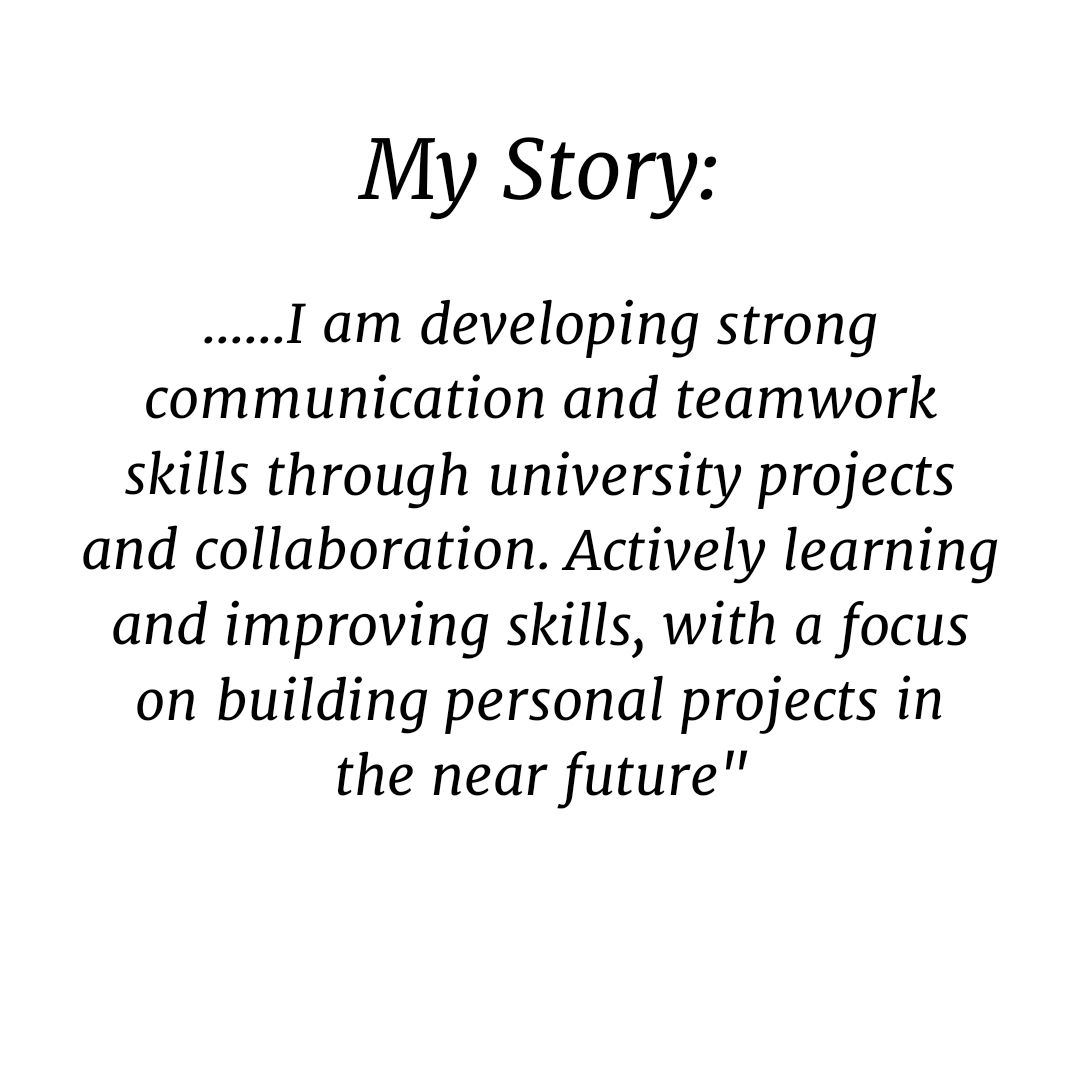 My Story:
......I am developing strong
communication and teamwork
skills through university projects
and collaboration. Actively learning
and improving skills, with a focus
on building personal projects in
the near future"